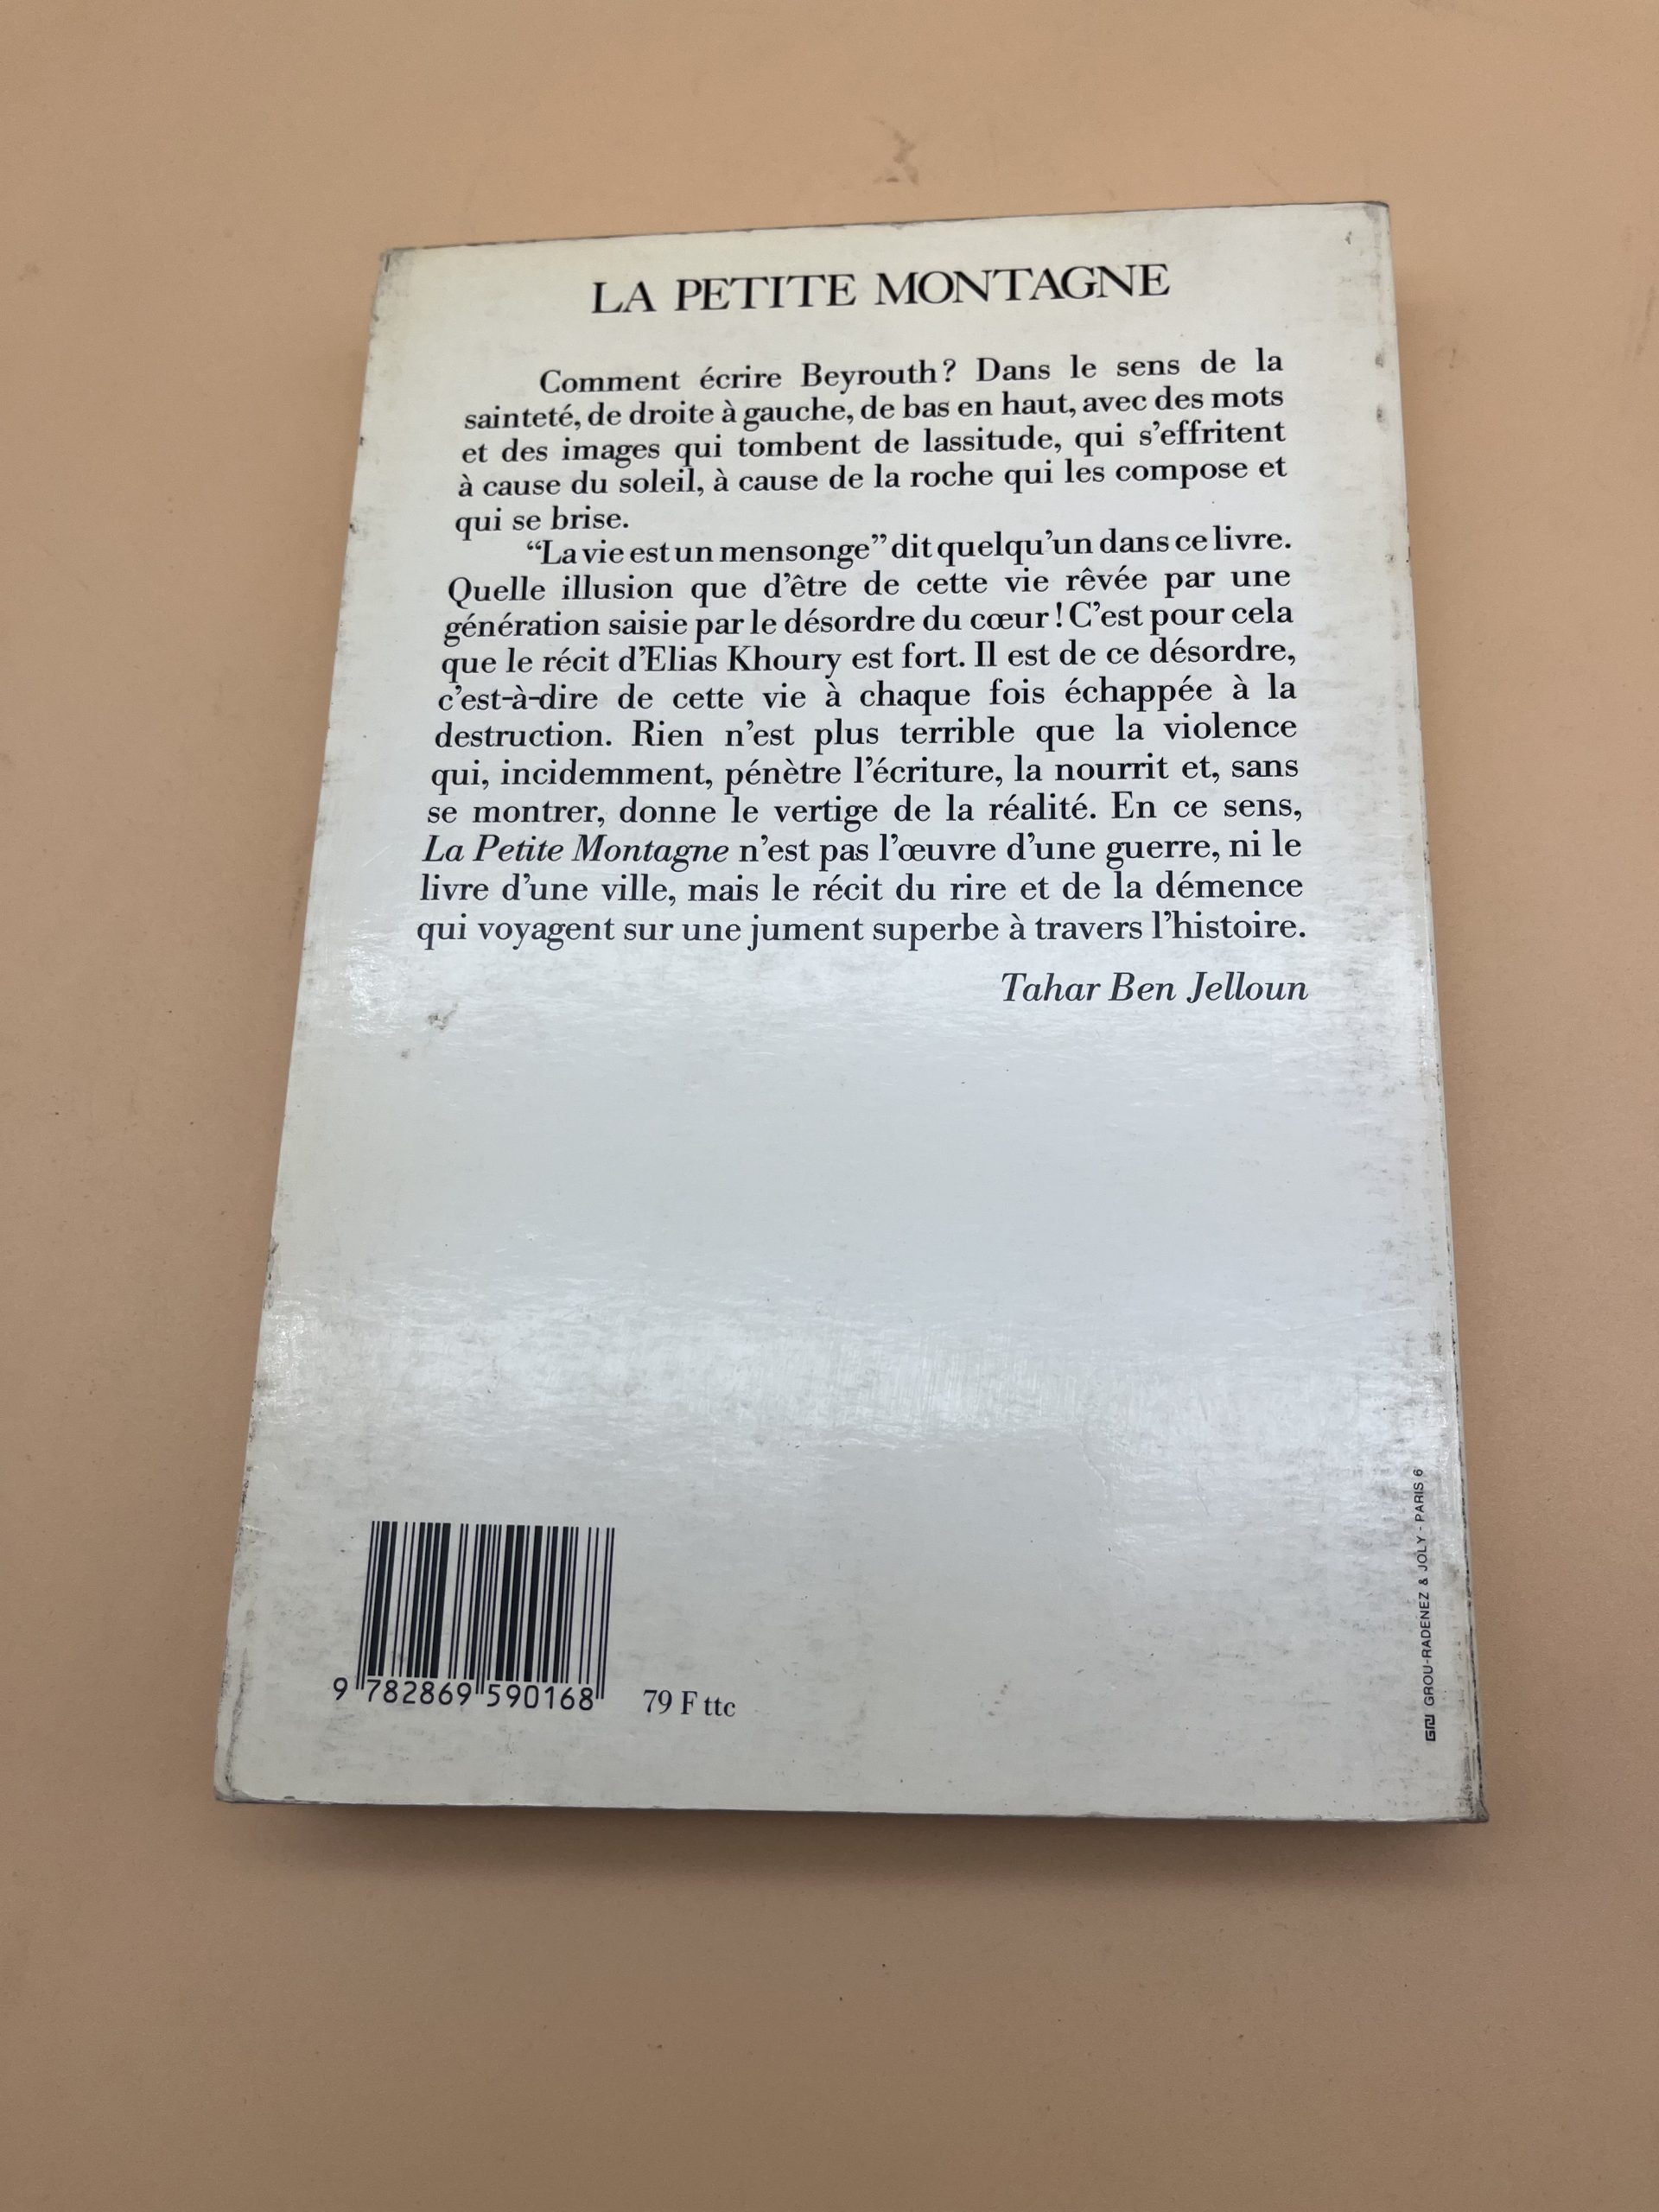 LA PETITE MONTAGNE
Comment écrire Beyrouth ? Dans le sens de la
sainteté, de droite à gauche, de bas en haut, avec des mots
et des images qui tombent de lassitude, qui s'effritent
à cause du soleil, à cause de la roche qui les compose et
qui se brise.
“La vie est un mensonge” dit quelqu'un dans ce livre.
Quelle illusion que d'être de cette vie rêvée par une
génération saisie par le désordre du cœur ! C'est pour cela
que le récit d'Elias Khoury est fort. Il est de ce désordre,
c'est-à-dire de cette vie à chaque fois échappée à la
destruction. Rien n'est plus terrible que la violence
qui, incidemment, pénètre l'écriture, la nourrit et, sans
se montrer, donne le vertige de la réalité. En ce sens,
La Petite Montagne n'est pas l'œuvre d'une guerre, ni le
livre d'une ville, mais le récit du rire et de la démence
qui voyagent sur une jument superbe à travers l'histoire.
Tahar Ben Jelloun
9 782869 590168
79 F ttc
GRJ GROU-RADENEZ & JOLY - PARIS 6